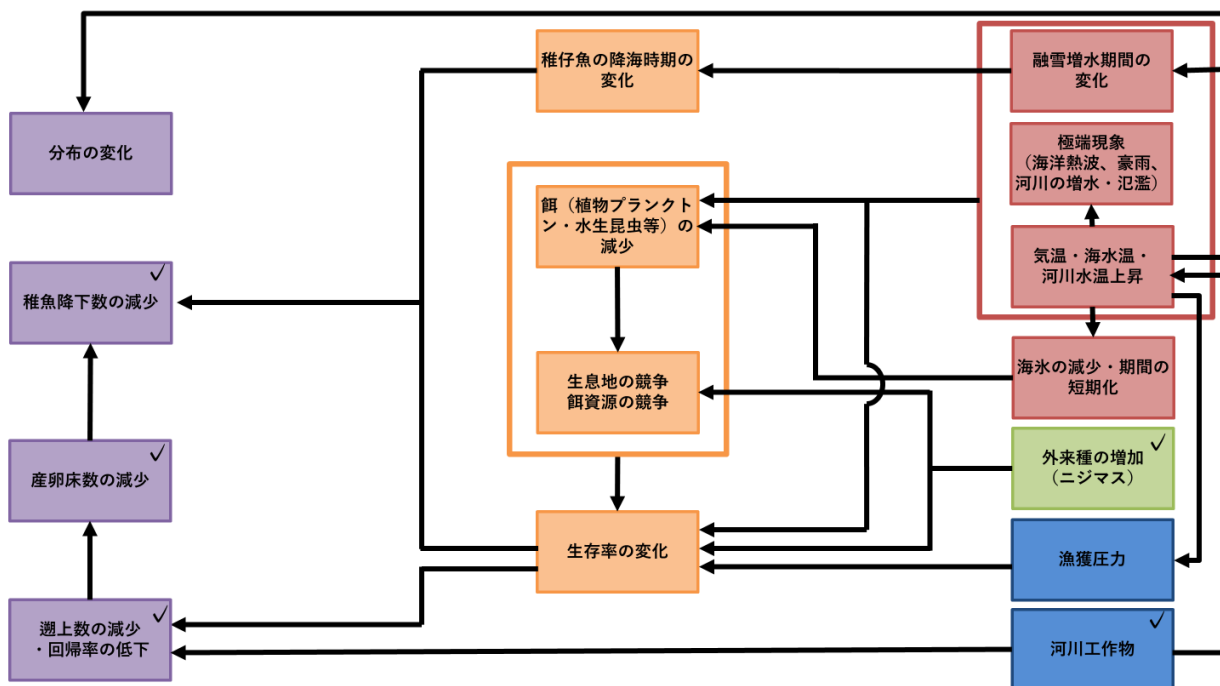 稚仔魚の降海時期の
変化
融雪増水期間の
変化
分布の変化
極端現象
（海洋熱波、豪雨、
河川の増水・氾濫）
餌（植物プランクト
ン・水生昆虫等）の
減少
気温・海水温・
河川水温上昇
稚魚降下数の減少
生息地の競争
餌資源の競争
海氷の減少・期間の
短期化
産卵床数の減少
外来種の増加
（ニジマス）
生存率の変化
漁獲圧力
遡上数の減少
・回帰率の低下
河川工作物